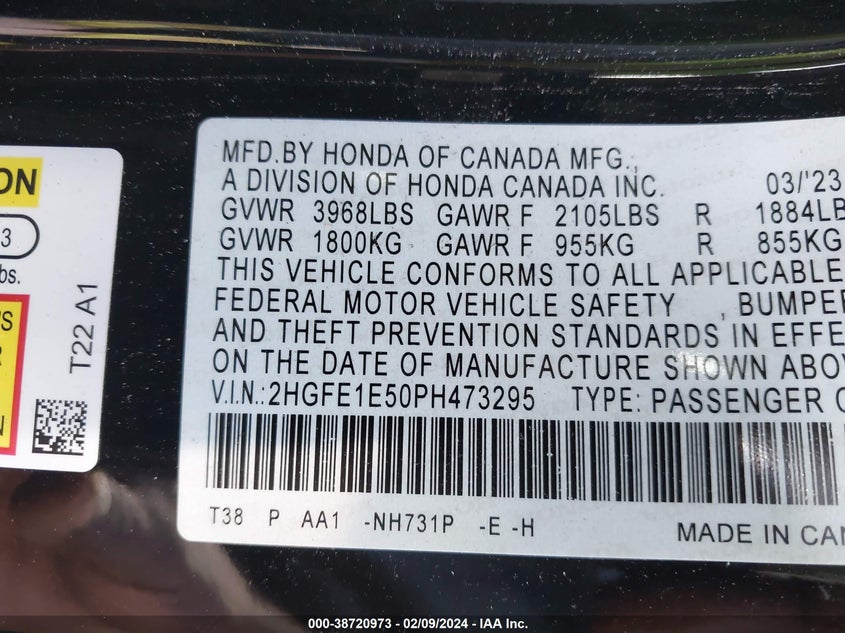 ON
3
bs.
'S
R
N
T22 A1
MFD.BY HONDA OF CANADA MFG.,
A DIVISION OF HONDA CANADA INC. 03/'23
GVWR 3968LBS GAWR F 2105LBS R 1884LB
GVWR 1800KG GAWR F 955KG R 855KG
THIS VEHICLE CONFORMS TO ALL APPLICABLE
FEDERAL MOTOR VEHICLE SAFETY , BUMPER
AND THEFT PREVENTION STANDARDS IN EFFE
ON THE DATE OF MANUFACTURE SHOWN ABO
V.I.N.:2HGFE1E50PH473295 TYPE: PASSENGER C
T38 P AA1 -NH731P -E -H
MADE IN CAN
000-38720973 / 02/09/2024 - IAA Inc.